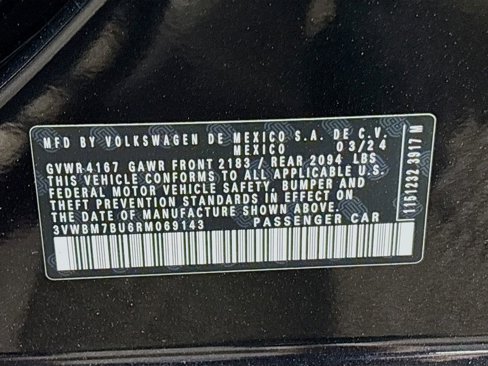 MFD BY VOLKSWAGEN DE MEXICO S.A. DE C.V.
MEXICO 03/24
GVWR 4167 GAWR FRONT 2183 / REAR 2094 LBS
THIS VEHICLE CONFORMS TO ALL APPLICABLE U.S.
FEDERAL MOTOR VEHICLE SAFETY, BUMPER AND
THEFT PREVENTION STANDARDS IN EFFECT ON
THE DATE OF MANUFACTURE SHOWN ABOVE.
3VWBM7BU6RM069143 PASSENGER CAR
1151232 3917 M